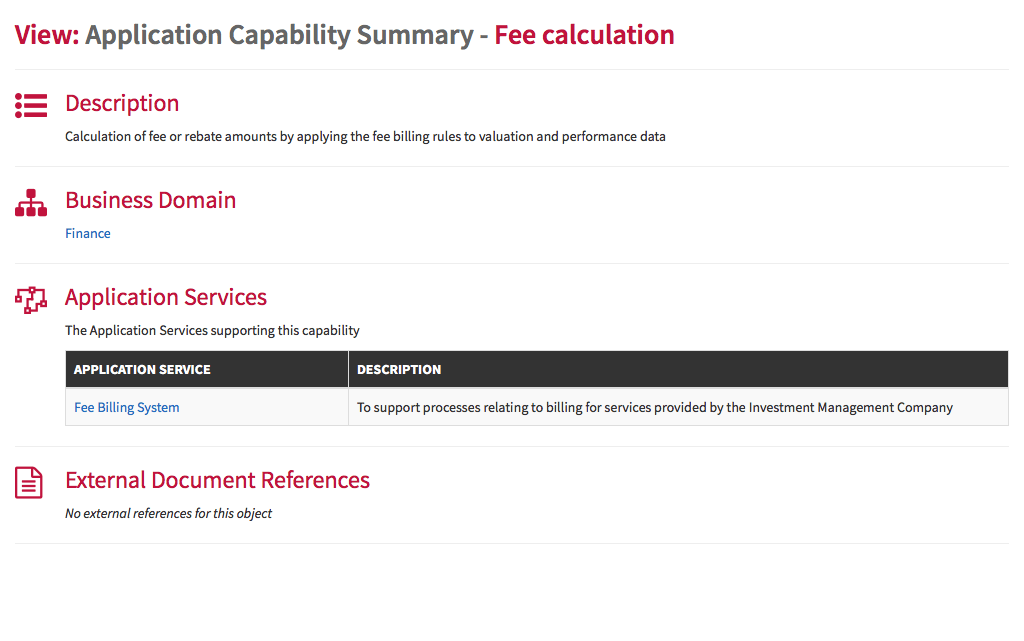 View: Application Capability Summary - Fee calculation
Description
Calculation of fee or rebate amounts by applying the fee billing rules to valuation and performance data
Business Domain
Finance
Application Services
The Application Services supporting this capability
APPLICATION SERVICE DESCRIPTION
Fee Billing System To support processes relating to billing for services provided by the Investment Management Company
External Document References
No external references for this object